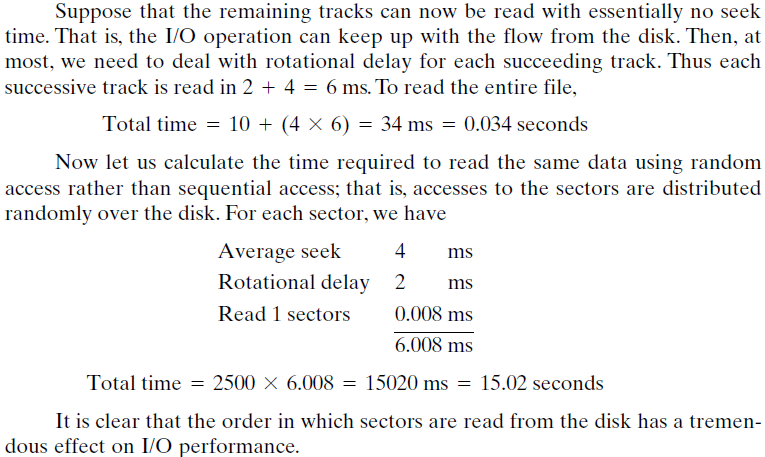 Suppose that the remaining tracks can now be read with essentially no seek
time. That is, the I/O operation can keep up with the flow from the disk. Then, at
most, we need to deal with rotational delay for each succeeding track. Thus each
successive track is read in 2 + 4 = 6 ms. To read the entire file,
Total time = 10 + (4 × 6) = 34 ms = 0.034 seconds
Now let us calculate the time required to read the same data using random
access rather than sequential access; that is, accesses to the sectors are distributed
randomly over the disk. For each sector, we have
Average seek 4 ms
Rotational delay 2 ms
Read 1 sectors 0.008 ms
6.008 ms
Total time = 2500 × 6.008 = 15020 ms = 15.02 seconds
It is clear that the order in which sectors are read from the disk has a tremen-
dous effect on I/O performance.